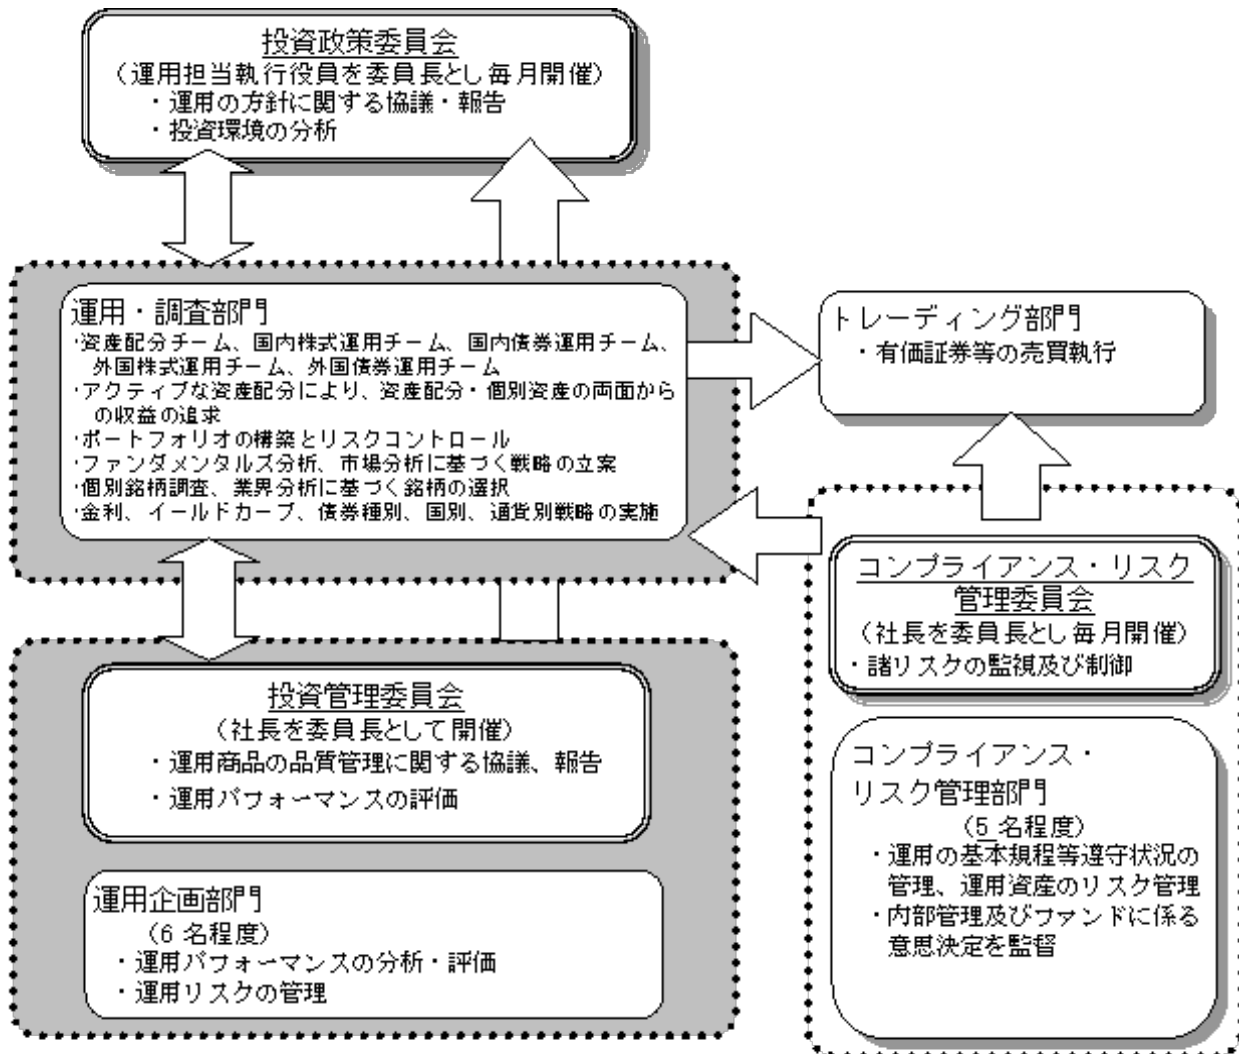 投資政策委員会
（運用担当執行役員を委員長とし毎月開催）
・運用の方針に関する協議・報告
・投資環境の分析
運用・調査部門
・資産配分チーム、国内株式運用チーム、国内債券運用チーム、
外国株式運用チーム、外国債券運用チーム
・アクティブな資産配分により、資産配分・個別資産の両面から
の収益の追求
・ポートフォリオの構築とリスクコントロール
・ファンダメンタルズ分析、市場分析に基づく戦略の立案
・個別銘柄調査、業界分析に基づく銘柄の選択
・金利、イールドカーブ、債券種別、国別、通貨別戦略の実施
トレーディング部門
・有価証券等の売買執行
コンプライアンス・リスク
管理委員会
（社長を委員長とし毎月開催）
・諸リスクの監視及び制御
投資管理委員会
（社長を委員長として開催）
・運用商品の品質管理に関する協議、報告
・運用パフォーマンスの評価
運用企画部門
（6 名程度）
・運用パフォーマンスの分析・評価
・運用リスクの管理
コンプライアンス・
リスク管理部門
（5 名程度）
・運用の基本規程等遵守状況の
管理、運用資産のリスク管理
・内部管理及びファンドに係る
意思決定を監督